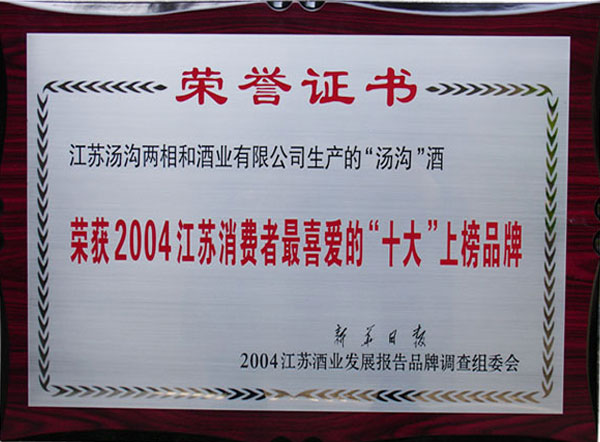 荣誉证书
江苏汤沟两相和酒业有限公司生产的“汤沟”酒
荣获2004江苏消费者最喜爱的“十大”上榜品牌
新华日报
2004江苏酒业发展报告品牌调查组委会